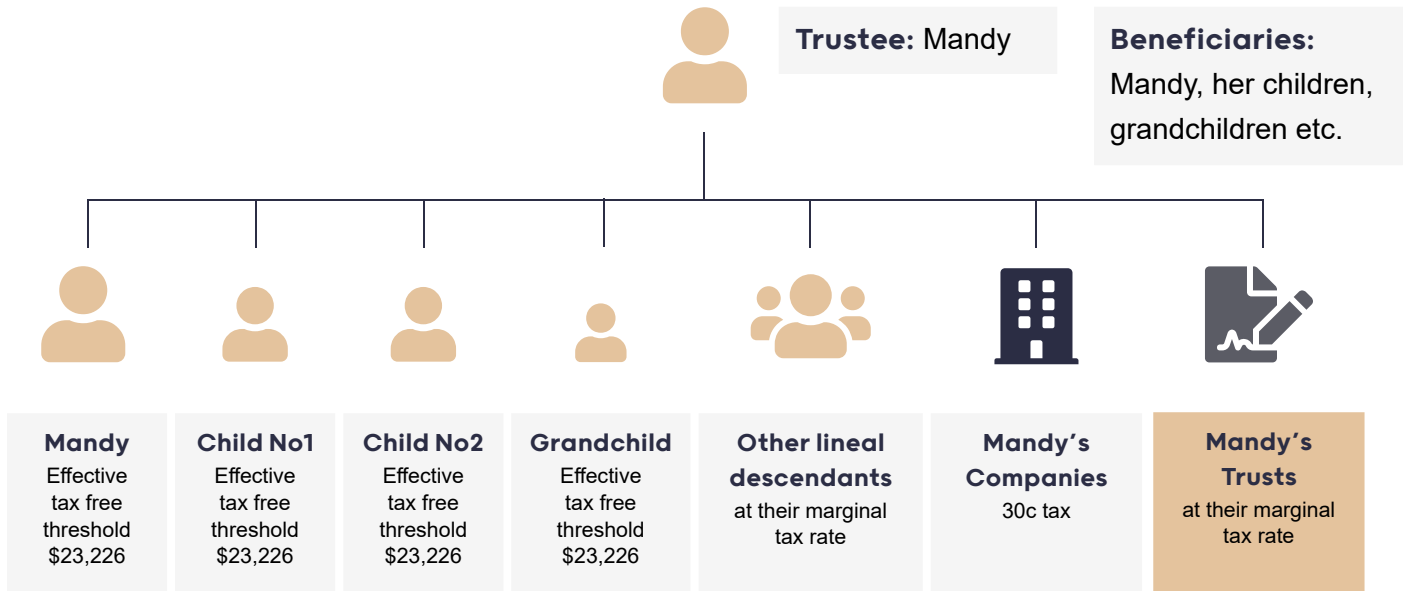 Trustee: Mandy
Beneficiaries:
Mandy, her children,
grandchildren etc.
Mandy
Effective
tax free
threshold
$23,226
Child No1
Effective
tax free
threshold
$23,226
Child No2
Effective
tax free
threshold
$23,226
Grandchild
Effective
tax free
threshold
$23,226
Other lineal
descendants
at their marginal
tax rate
Mandy’s
Companies
30c tax
Mandy’s
Trusts
at their marginal
tax rate